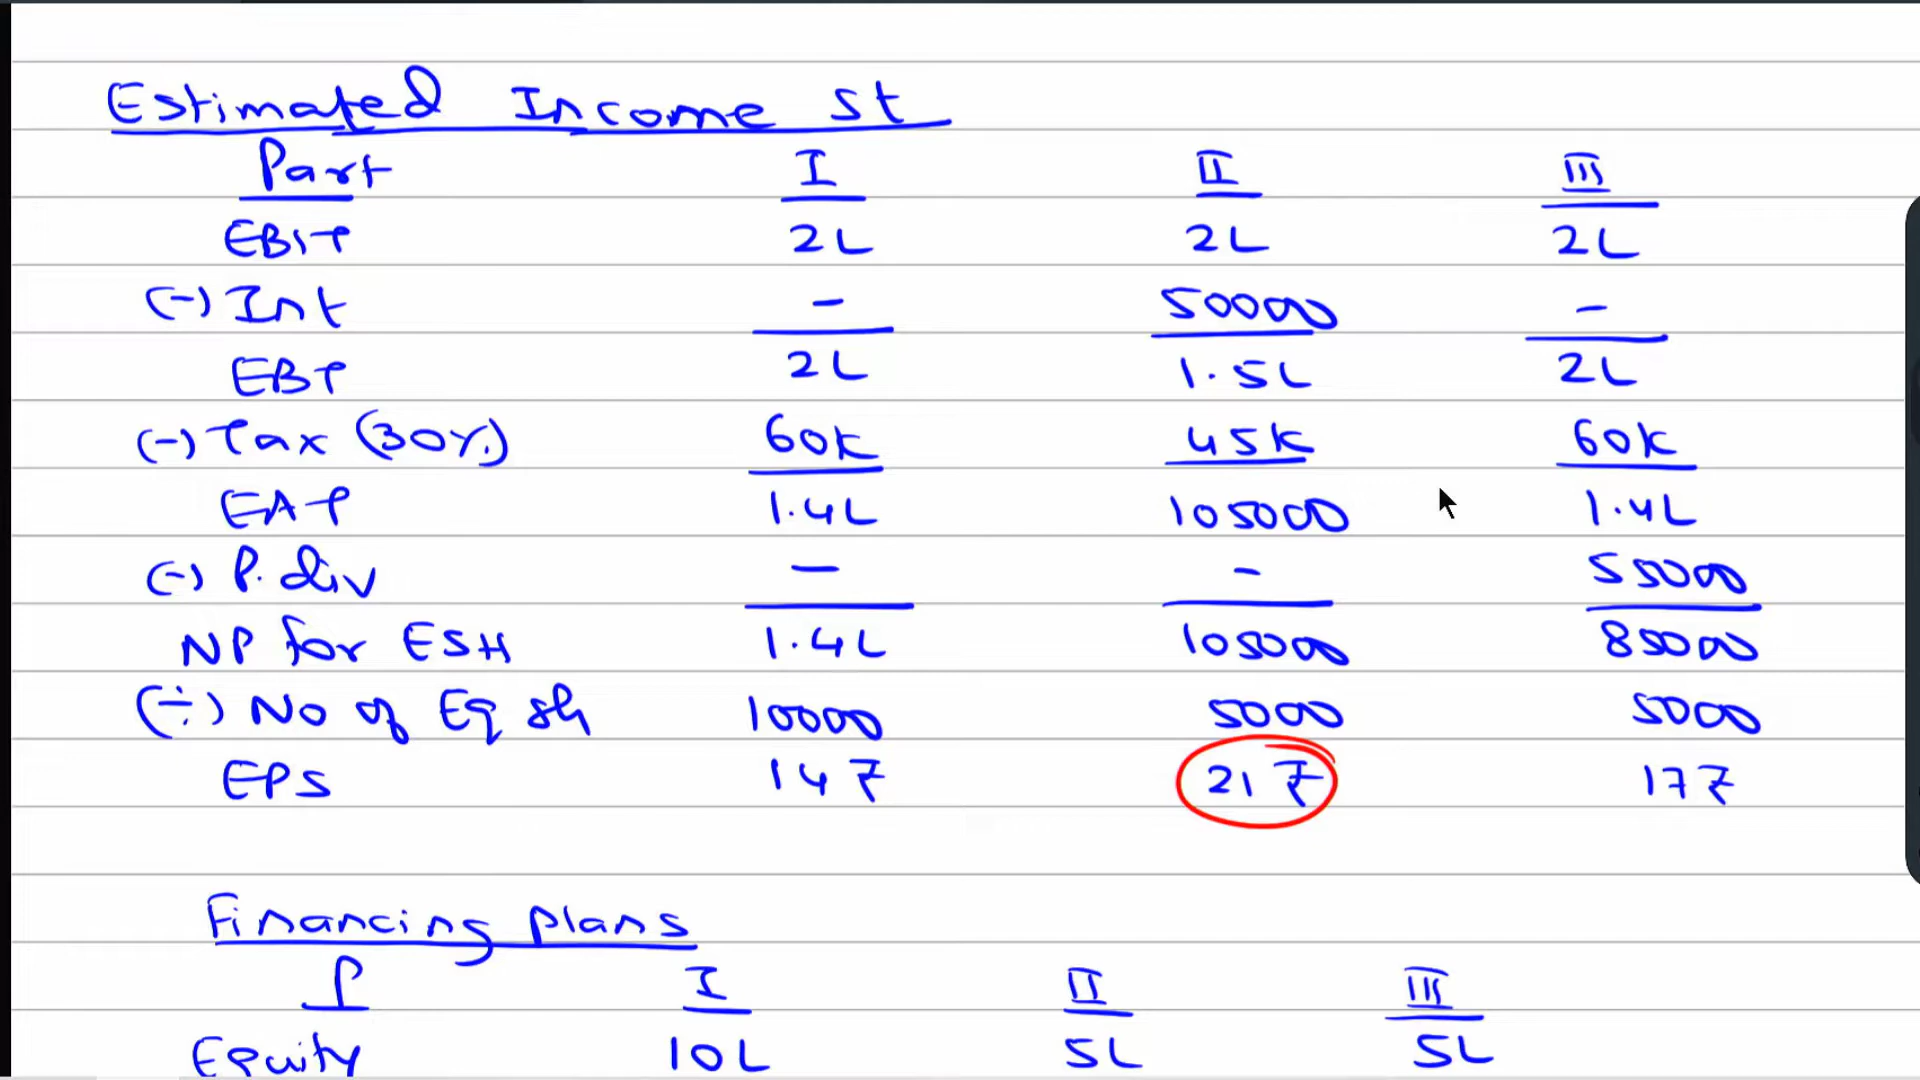 Estimated Income St
Part I II III
EBIT 2L 2L 2L
(-) Int - 50000 -
EBT 2L 1.5L 2L
(-) Tax (30%) 60k 45k 60k
EAT 1.4L 105000 1.4L
(-) P. div - - 55000
NP for ESH 1.4L 105000 85000
(÷) No of Eq sh 10000 5000 5000
EPS 14₹ 21₹ 17₹
Financing plans
P I II III
Equity 10L 5L 5L